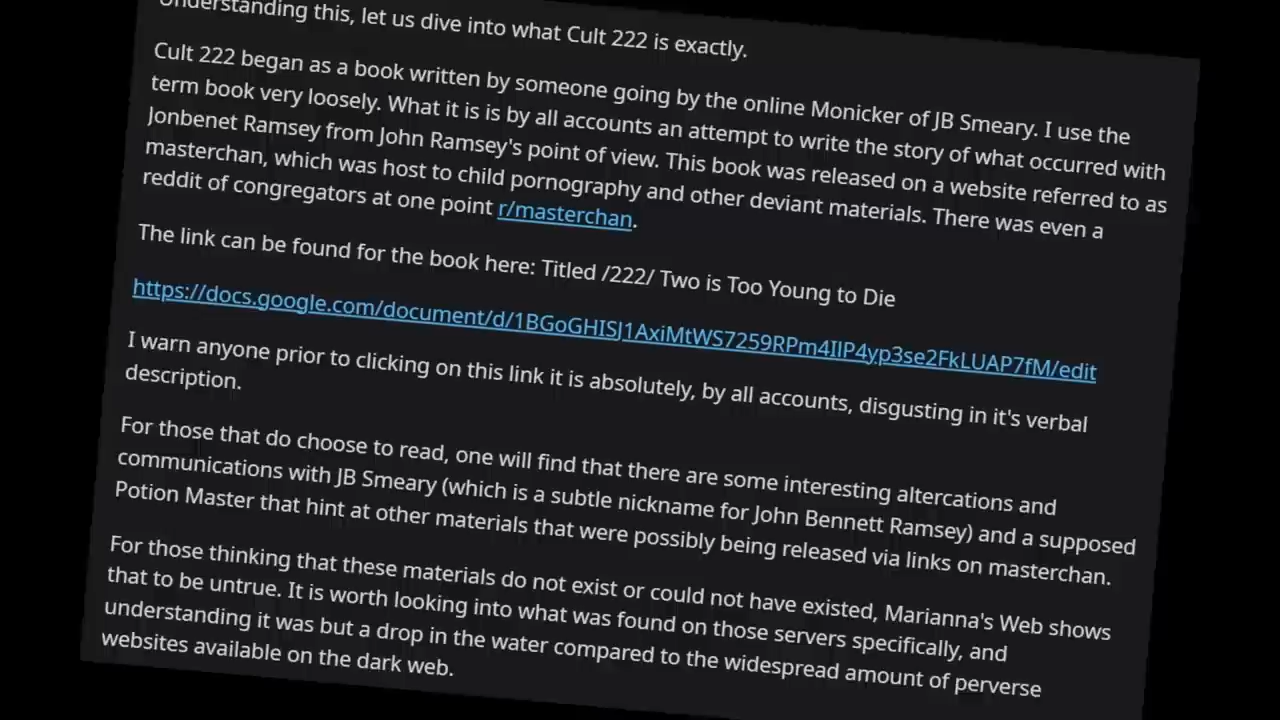 Understanding this, let us dive into what Cult 222 is exactly.
Cult 222 began as a book written by someone going by the online Monicker of JB Smeary. I use the
term book very loosely. What it is is by all accounts an attempt to write the story of what occurred with
Jonbenet Ramsey from John Ramsey's point of view. This book was released on a website referred to as
masterchan, which was host to child pornography and other deviant materials. There was even a
reddit of congregators at one point r/masterchan.
The link can be found for the book here: Titled /222/ Two is Too Young to Die
[URL intentionally omitted: it may lead to abusive material involving a child]
I warn anyone prior to clicking on this link it is absolutely, by all accounts, disgusting in it's verbal
description.
For those that do choose to read, one will find that there are some interesting altercations and
communications with JB Smeary (which is a subtle nickname for John Bennett Ramsey) and a supposed
Potion Master that hint at other materials that were possibly being released via links on masterchan.
For those thinking that these materials do not exist or could not have existed, Marianna's Web shows
that to be untrue. It is worth looking into what was found on those servers specifically, and
understanding it was but a drop in the water compared to the widespread amount of perverse
websites available on the dark web.